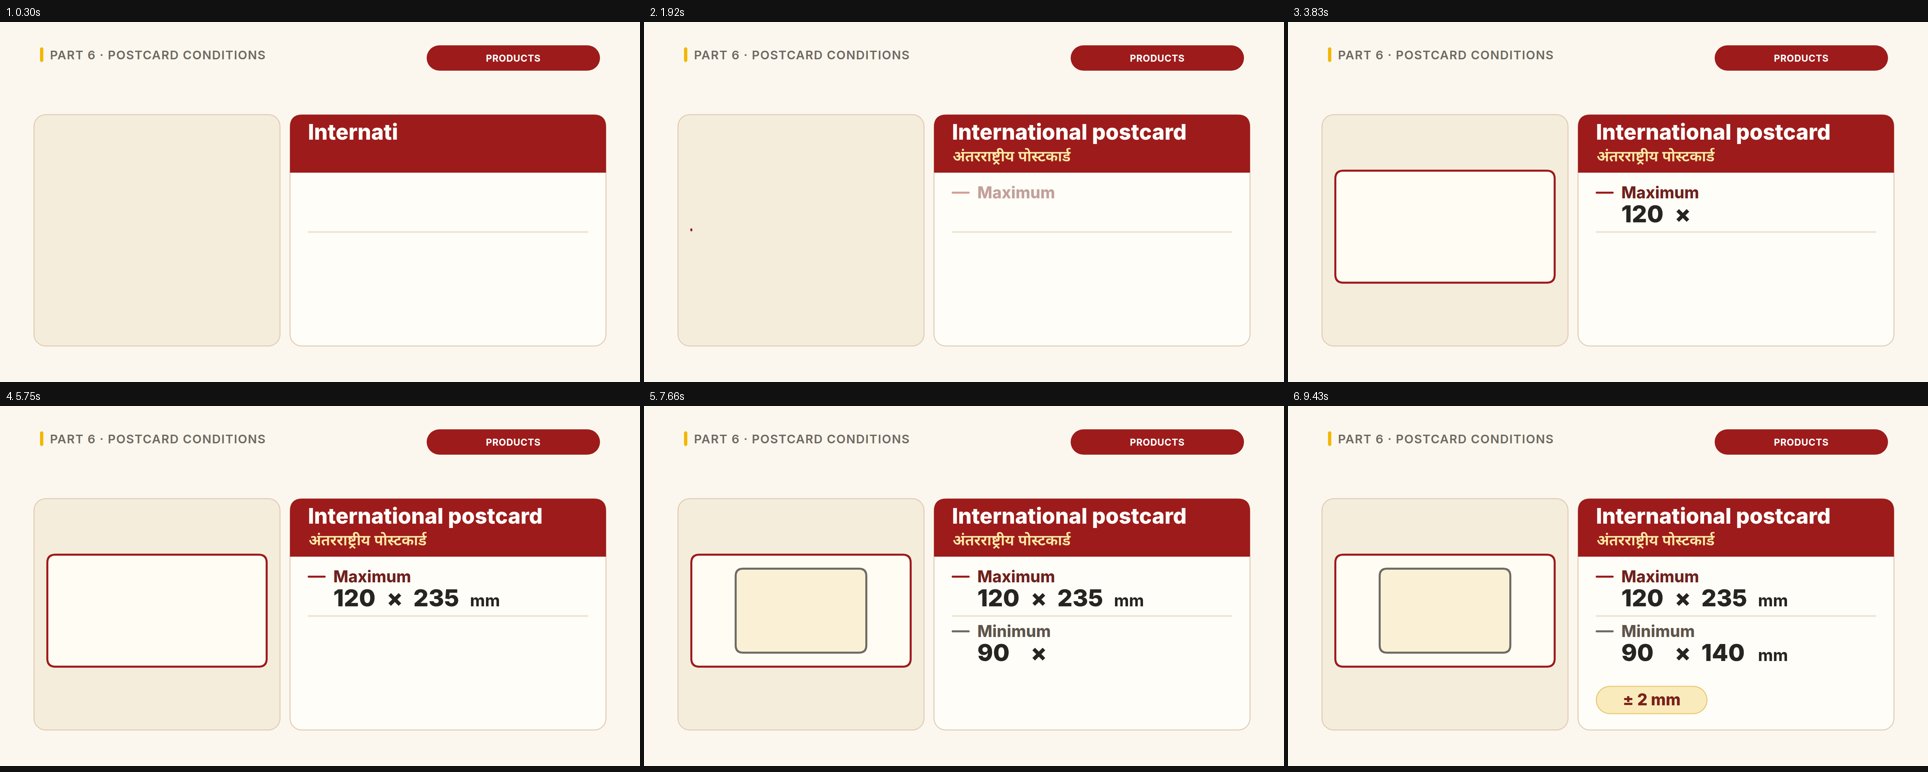 1. 0.30s
PART 6 · POSTCARD CONDITIONS
PRODUCTS
Internati
2. 1.92s
PART 6 · POSTCARD CONDITIONS
PRODUCTS
International postcard
अंतरराष्ट्रीय पोस्टकार्ड
— Maximum
3. 3.83s
PART 6 · POSTCARD CONDITIONS
PRODUCTS
International postcard
अंतरराष्ट्रीय पोस्टकार्ड
— Maximum
120 ×
4. 5.75s
PART 6 · POSTCARD CONDITIONS
PRODUCTS
International postcard
अंतरराष्ट्रीय पोस्टकार्ड
— Maximum
120 × 235 mm
5. 7.66s
PART 6 · POSTCARD CONDITIONS
PRODUCTS
International postcard
अंतरराष्ट्रीय पोस्टकार्ड
— Maximum
120 × 235 mm
— Minimum
90 ×
6. 9.43s
PART 6 · POSTCARD CONDITIONS
PRODUCTS
International postcard
अंतरराष्ट्रीय पोस्टकार्ड
— Maximum
120 × 235 mm
— Minimum
90 × 140 mm
± 2 mm